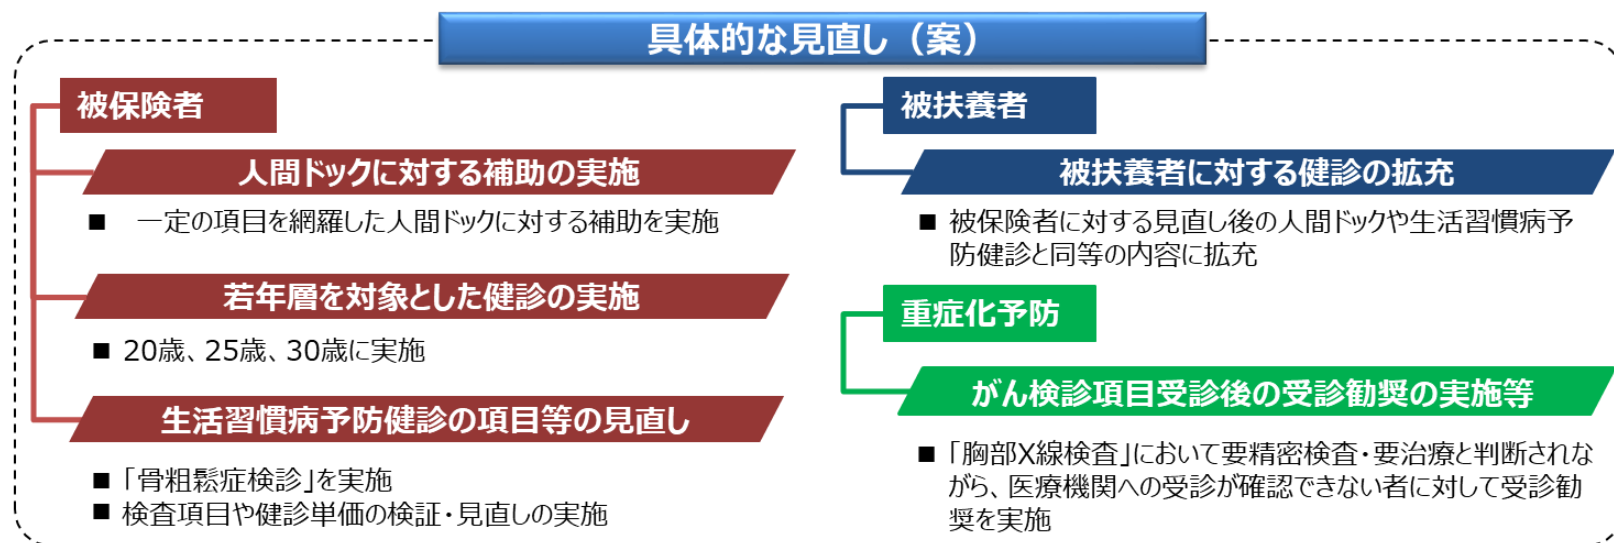 具体的な見直し（案）
被保険者
人間ドックに対する補助の実施
■ 一定の項目を網羅した人間ドックに対する補助を実施
若年層を対象とした健診の実施
■ 20歳、25歳、30歳に実施
生活習慣病予防健診の項目等の見直し
■ 「骨粗鬆症検診」を実施
■ 検査項目や健診単価の検証・見直しの実施
被扶養者
被扶養者に対する健診の拡充
■ 被保険者に対する見直し後の人間ドックや生活習慣病予
防健診と同等の内容に拡充
重症化予防
がん検診項目受診後の受診勧奨の実施等
■ 「胸部X線検査」において要精密検査・要治療と判断されな
がら、医療機関への受診が確認できない者に対して受診勧
奨を実施